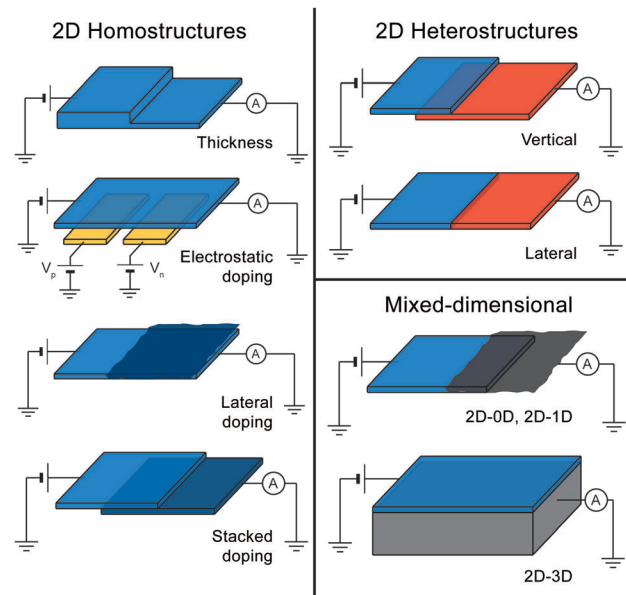 2D Homostructures
A
Thickness
A
Electrostatic
doping
Vp
Vn
A
Lateral
doping
A
Stacked
doping
2D Heterostructures
A
Vertical
A
Lateral
Mixed-dimensional
A
2D-0D, 2D-1D
A
2D-3D